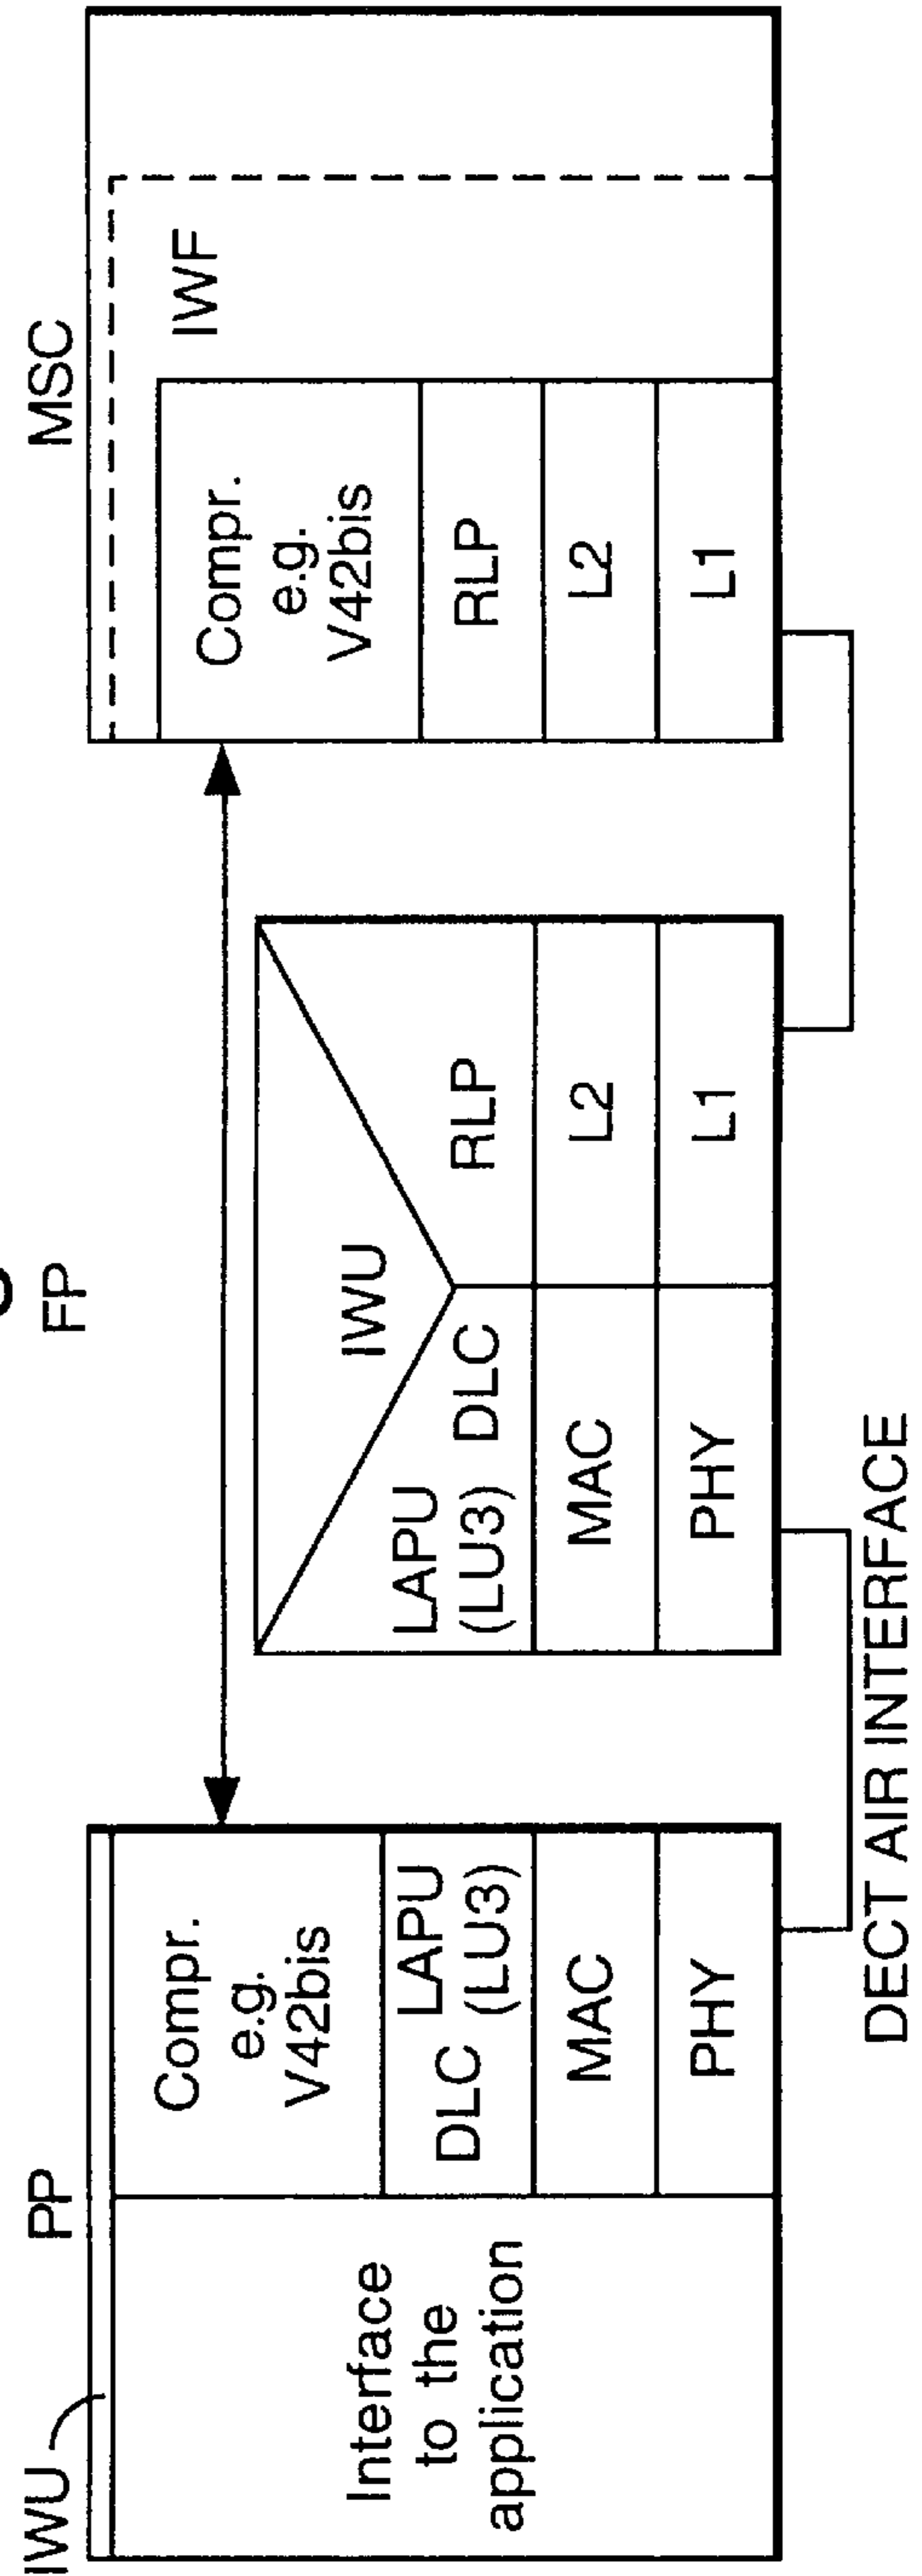 PP
FP
MSC
IWU
Interface
to the
application
Compr.
e.g.
V42bis
DLC LAPU
(LU3)
MAC
PHY
IWU
LAPU
(LU3) DLC
MAC
PHY
RLP
L2
L1
IWF
Compr.
e.g.
V42bis
RLP
L2
L1
DECT AIR INTERFACE